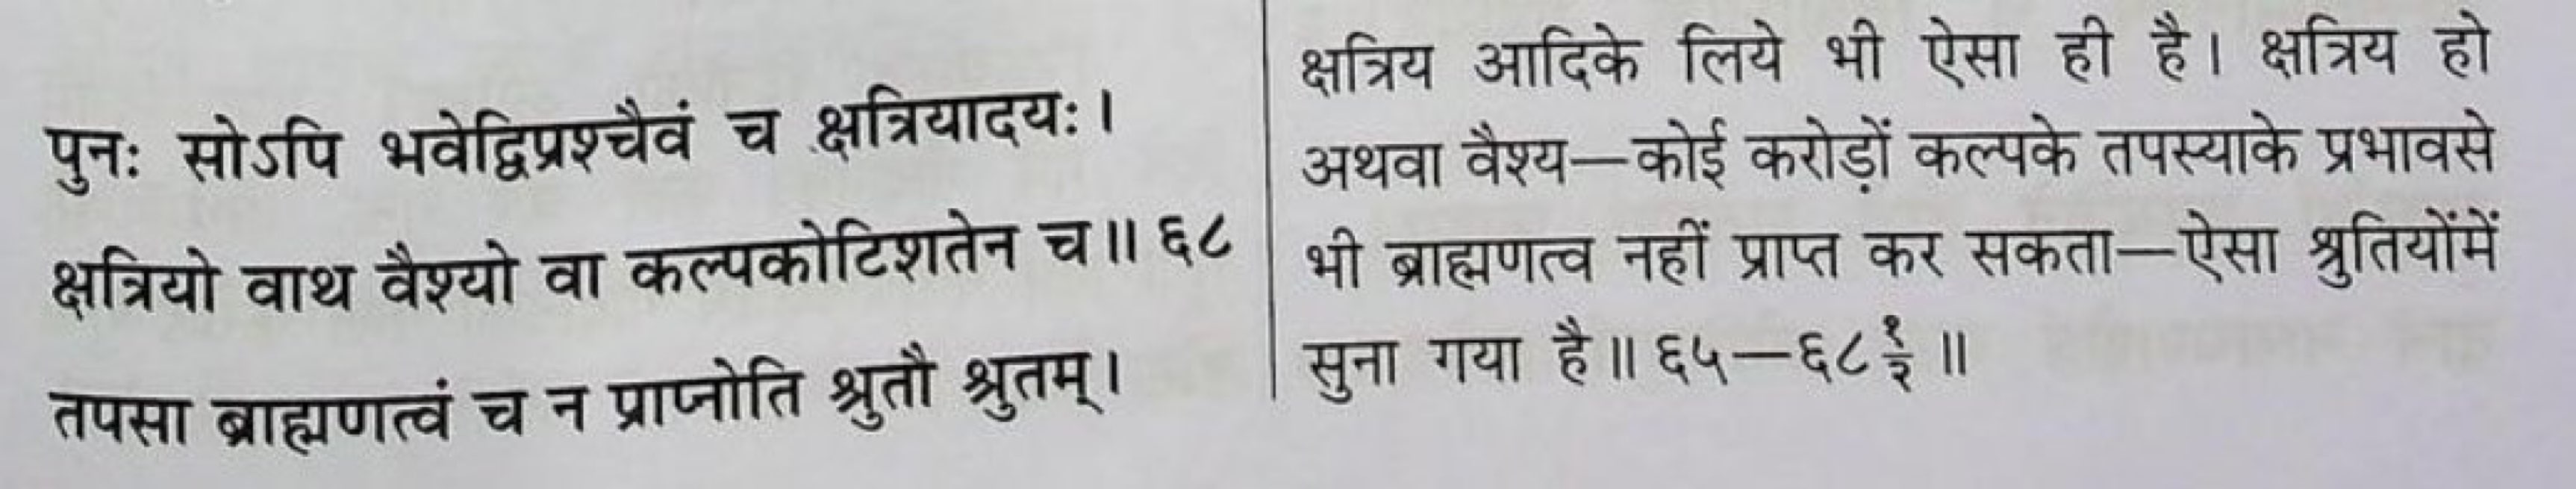 पुनः सोऽपि भवेद्विप्रश्चैवं च क्षत्रियादयः।
क्षत्रियो वाथ वैश्यो वा कल्पकोटिशतेन च॥ ६८
तपसा ब्राह्मणत्वं च न प्राप्नोति श्रुतौ श्रुतम्।
क्षत्रिय आदिके लिये भी ऐसा ही है। क्षत्रिय हो
अथवा वैश्य—कोई करोड़ों कल्पके तपस्याके प्रभावसे
भी ब्राह्मणत्व नहीं प्राप्त कर सकता—ऐसा श्रुतियोंमें
सुना गया है॥ ६५—६८ १/२ ॥